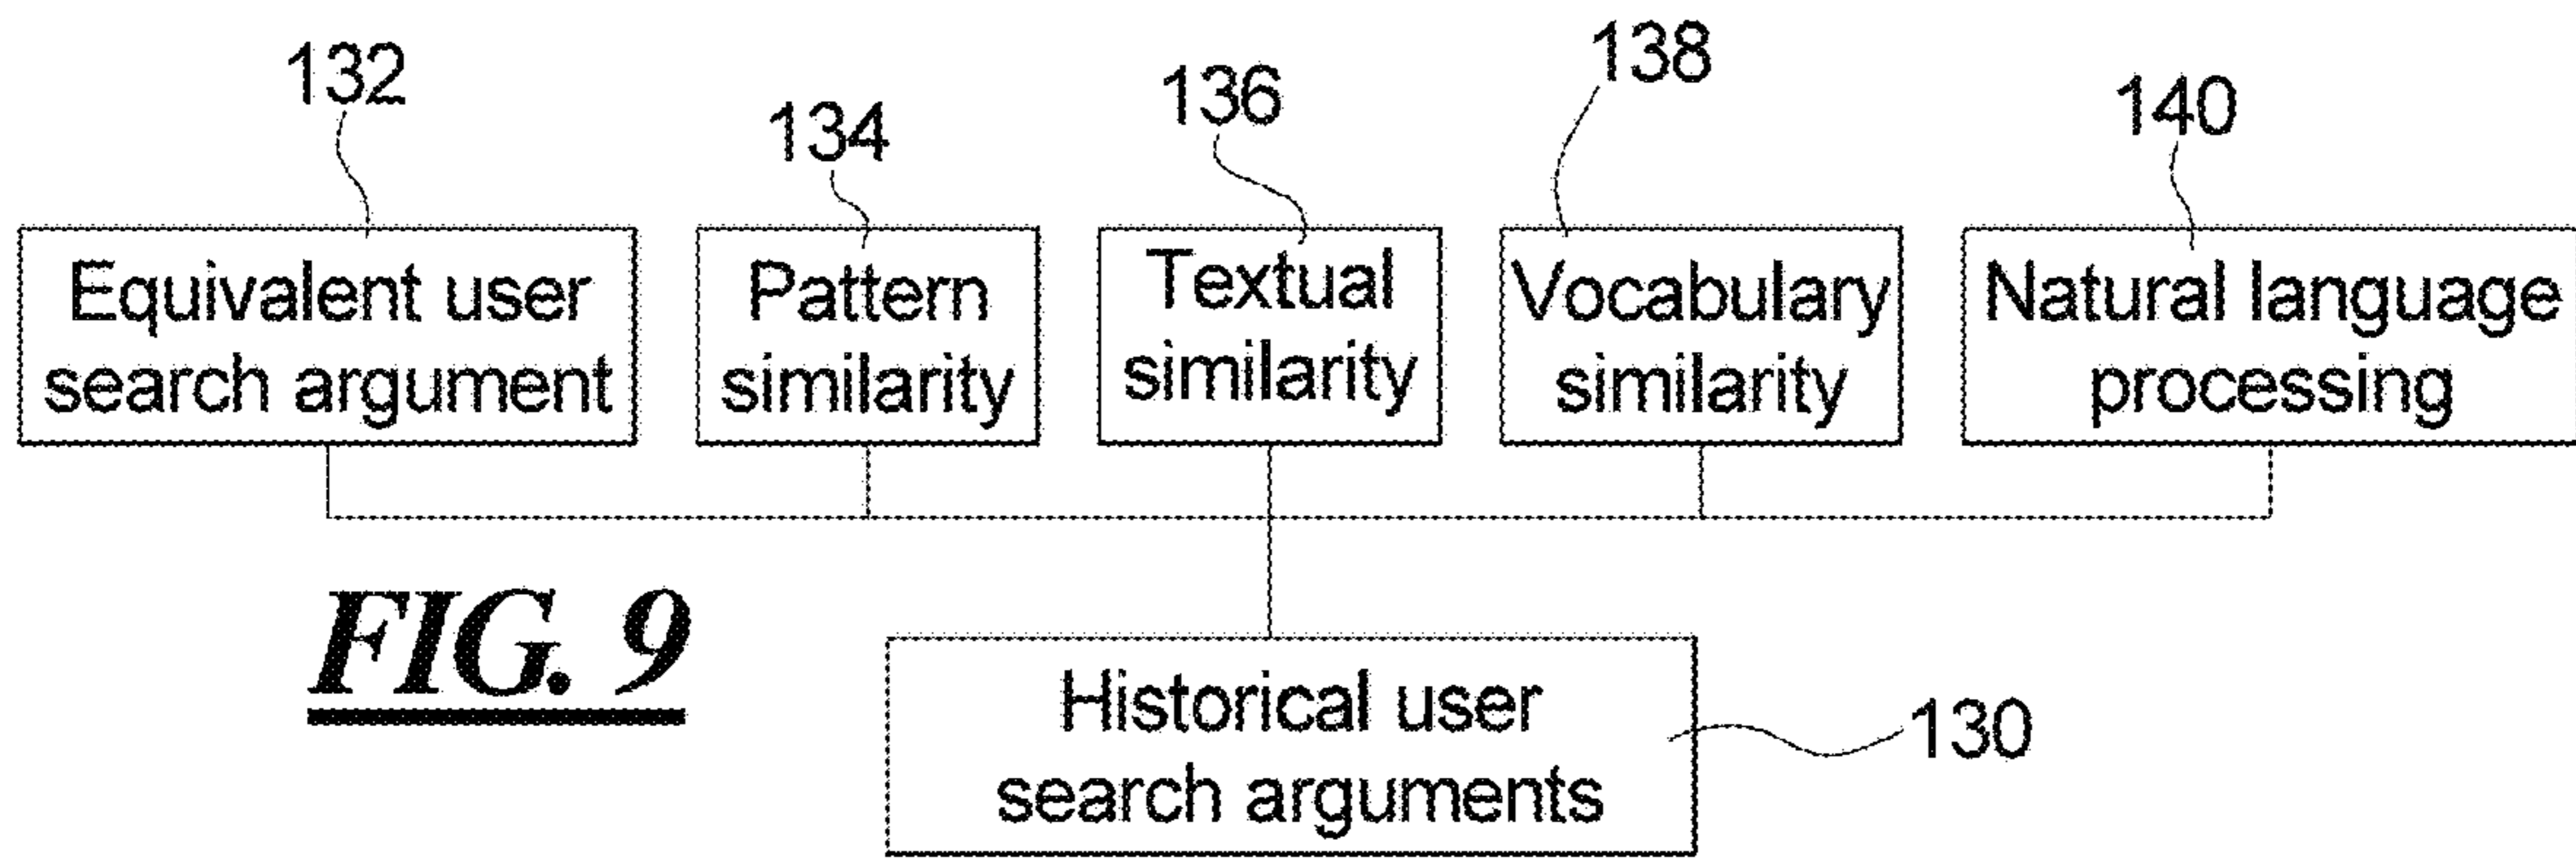 132
134
136
138
140
Equivalent user
search argument
Pattern
similarity
Textual
similarity
Vocabulary
similarity
Natural language
processing
FIG. 9
Historical user
search arguments
130